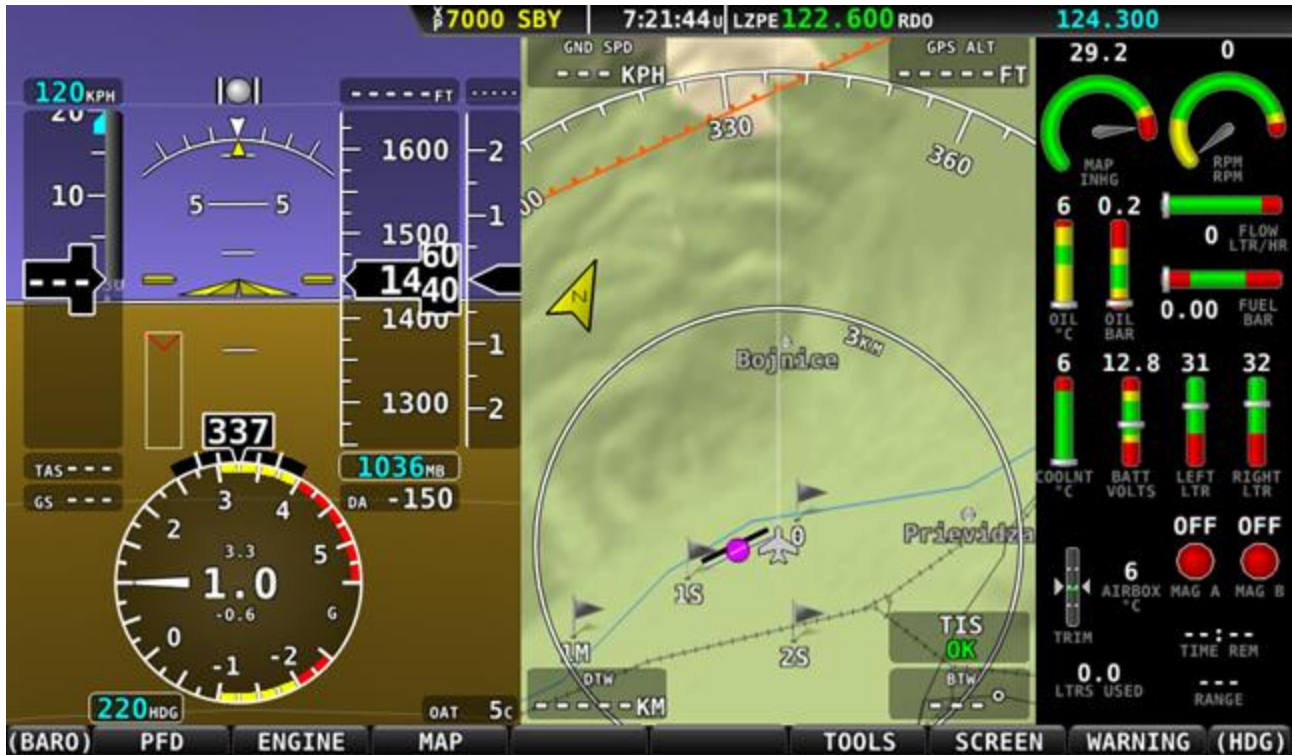 XP 7000 SBY 7:21:44U LZPE 122.600 RDO 124.300
120KPH
-----FT
20
10
---
TAS ---
GS ---
5 5
1600
1500
60
14
40
1400
1300
2
1
1
2
1036MB
DA -150
337
2 3 4 5
3.3
1.0
-0.6
G
0 -1 -2
220HDG
OAT 5C
GND SPD
---KPH
GPS ALT
-----FT
330
360
00
N
3KM
Bojnice
Prievidza
0
1S
1M
2S
TIS
OK
DTW
-----KM
BTW
---°
29.2
MAP
INHG
0
RPM
RPM
6
OIL
°C
0.2
OIL
BAR
0 FLOW
LTR/HR
0.00 FUEL
BAR
6
COOLNT
°C
12.8
BATT
VOLTS
31
LEFT
LTR
32
RIGHT
LTR
TRIM
6
AIRBOX
°C
OFF
MAG A
OFF
MAG B
--:--
TIME REM
0.0
LTRS USED
---
RANGE
(BARO) PFD ENGINE MAP TOOLS SCREEN WARNING (HDG)